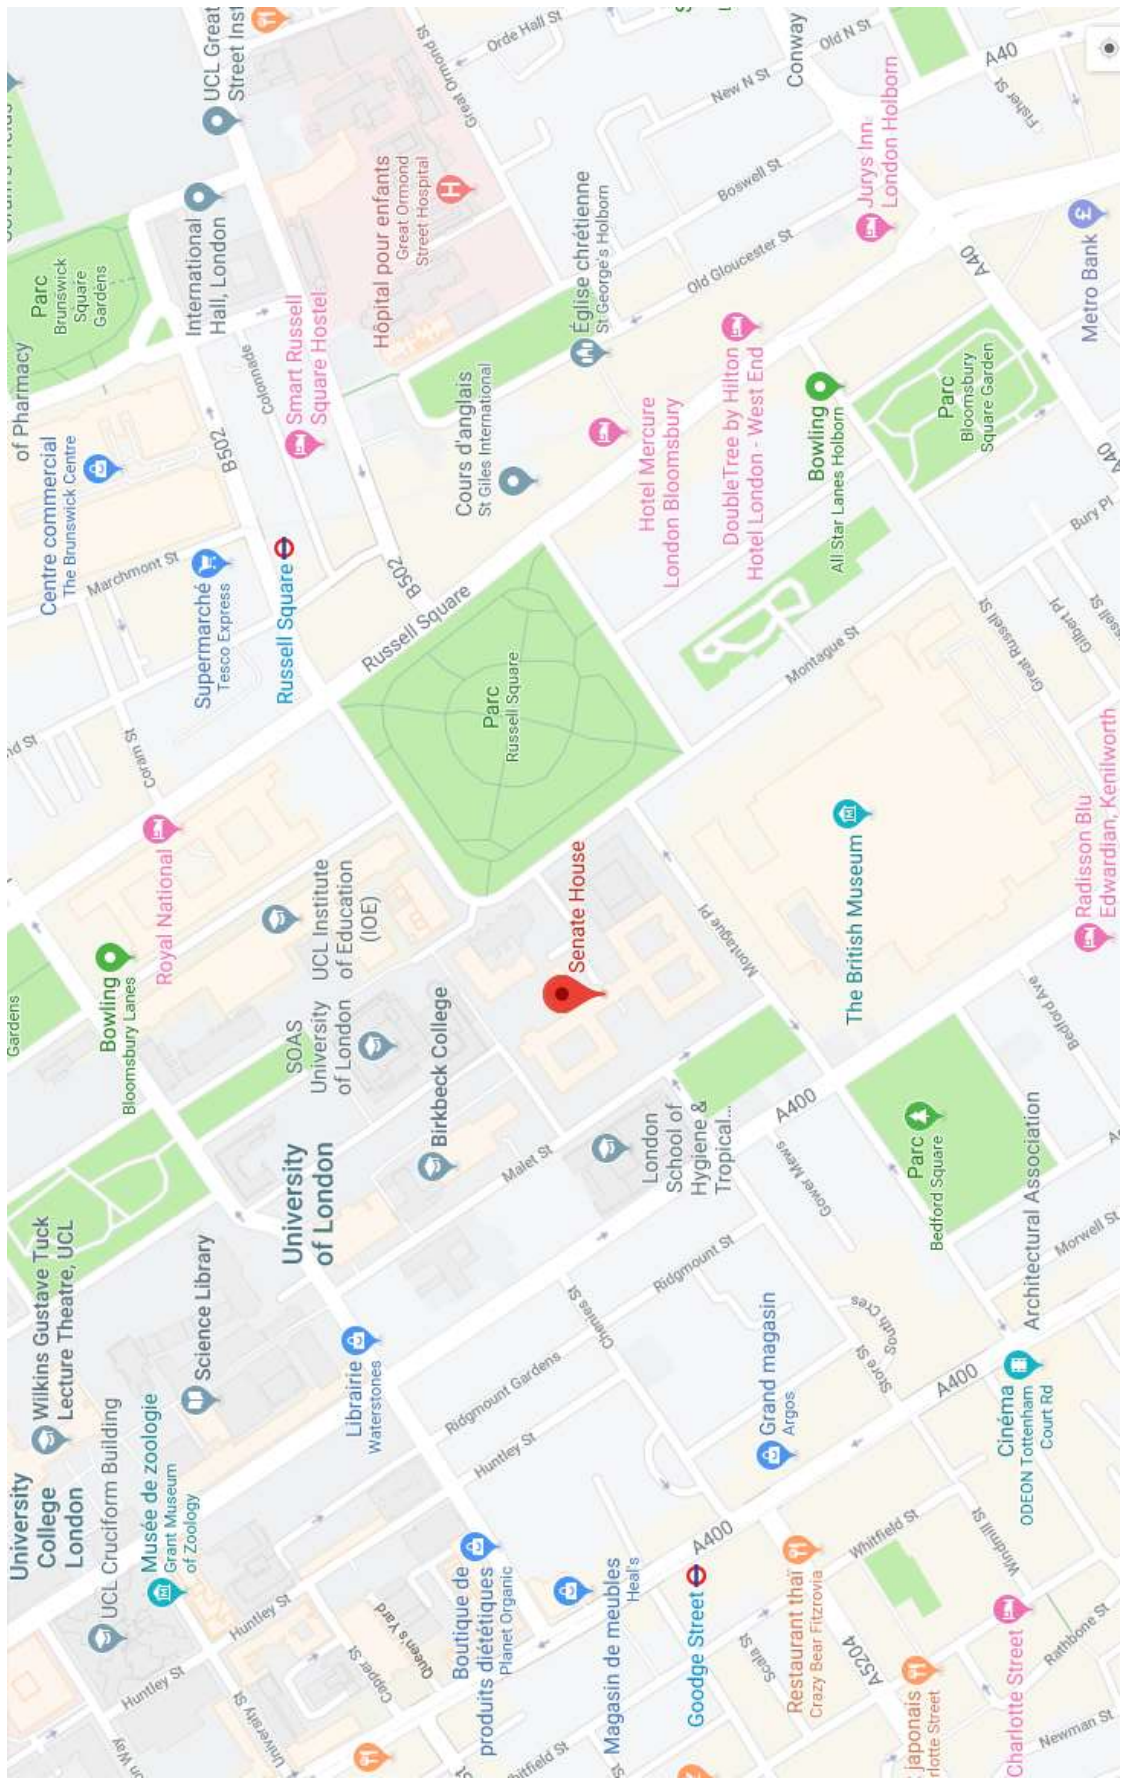 University
College
London
Wilkins Gustave Tuck
Lecture Theatre, UCL
Gardens
of Pharmacy
Parc
Brunswick
Square
Gardens
UCL Cruciform Building
Bowling
Bloomsbury Lanes
Centre commercial
The Brunswick Centre
Huntley St
Musée de zoologie
Grant Museum
of Zoology
Science Library
Royal National
Coram St
Marchmont St
Supermarché
Tesco Express
B502
International
Hall, London
UCL Great
Street Inst
University St
Huntley St
University
of London
SOAS
University
of London
UCL Institute
of Education
(IOE)
Russell Square
Colonnade
Smart Russell
Square Hostel
Capper St
Queen's Yard
Librairie
Waterstones
Birkbeck College
Russell Square
B502
Hôpital pour enfants
Great Ormond
Street Hospital
Great Ormond St
Boutique de
produits diététiques
Planet Organic
Huntley St
Ridgmount Gardens
Malet St
Parc
Russell Square
Cours d'anglais
St Giles International
Orde Hall St
Whitfield St
Magasin de meubles
Heal's
Chenies St
Senate House
Église chrétienne
St George's Holborn
Goodge Street
A400
Ridgmount St
London
School of
Hygiene &
Tropical...
Montague Pl
Hotel Mercure
London Bloomsbury
Old Gloucester St
Boswell St
New N St
Scala St
Restaurant thaï
Crazy Bear Fitzrovia
Grand magasin
Argos
Gower Mews
A400
Montague St
DoubleTree by Hilton
Hotel London - West End
Conway
Old N St
A5204
Whitfield St
Store St
South Cres
The British Museum
Bowling
All Star Lanes Holborn
Jurys Inn
London Holborn
japonais
rlotte Street
A400
Parc
Bedford Square
Parc
Bloomsbury
Square Garden
A40
A40
Charlotte Street
Windmill St
Cinéma
ODEON Tottenham
Court Rd
Architectural Association
Bedford Ave
Great Russell St
Gilbert Pl
Fisher St
Newman St
Rathbone St
Morwell St
Radisson Blu
Edwardian, Kenilworth
Bury Pl
A40
Metro Bank